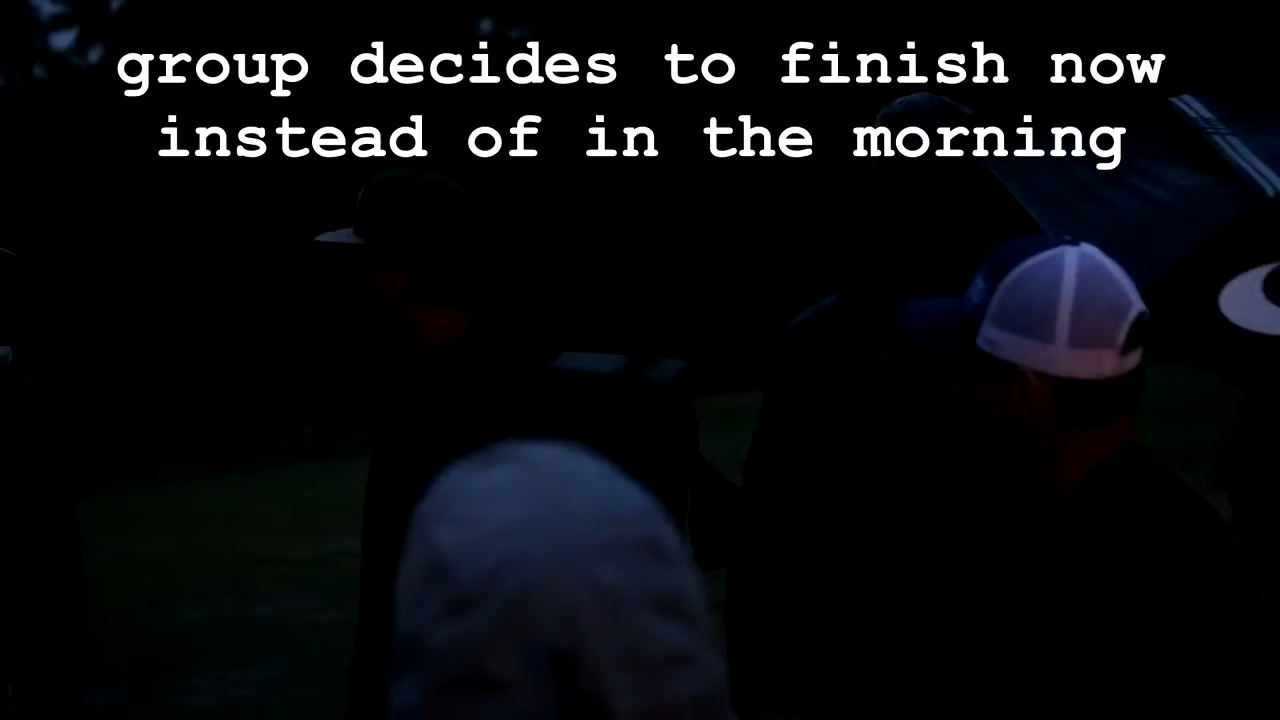 group decides to finish now
instead of in the morning